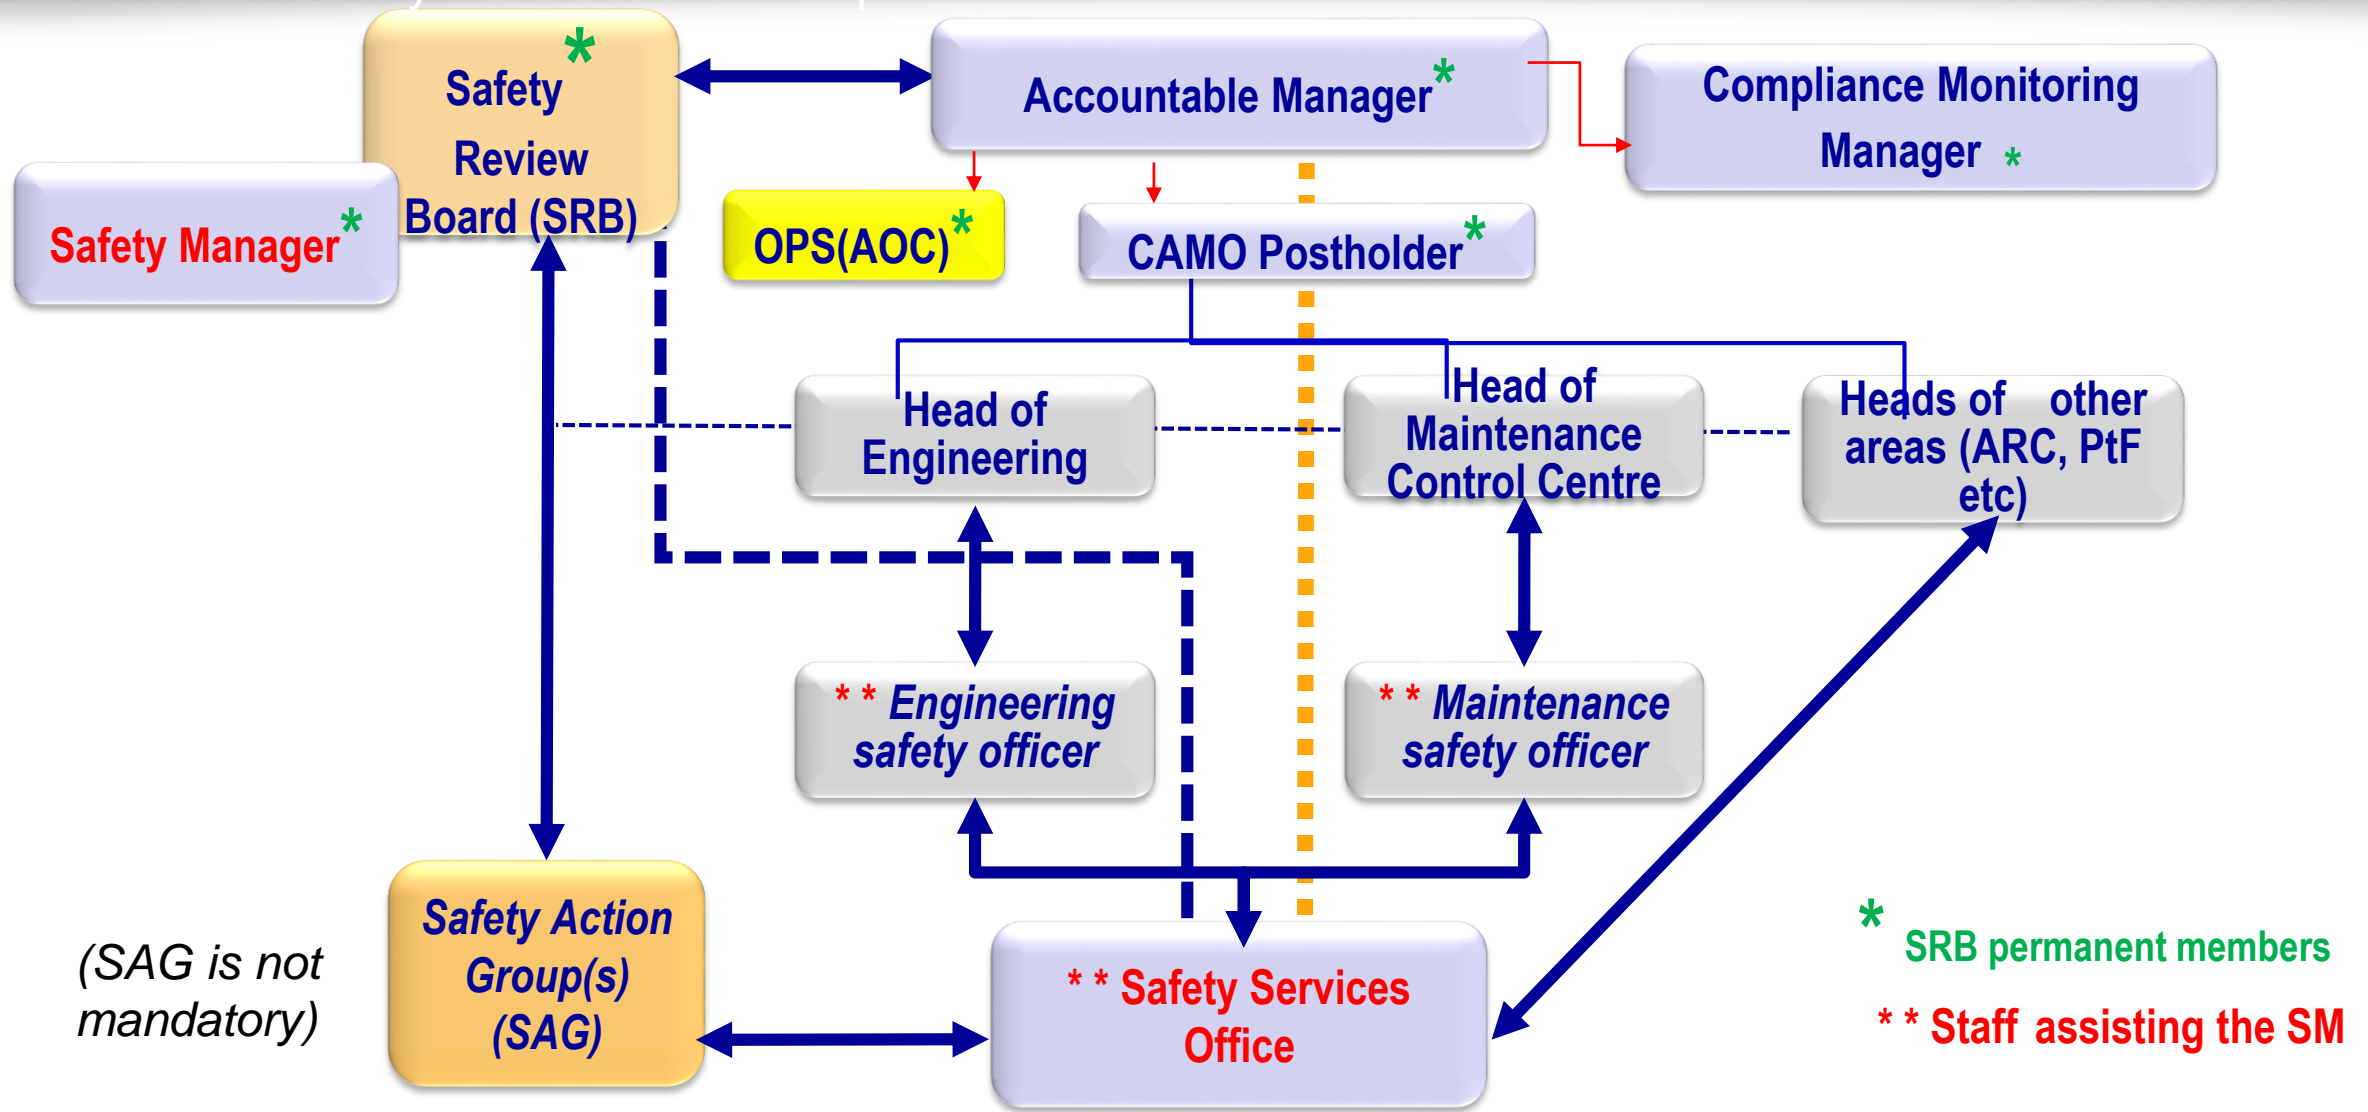 Safety *
Review
Board (SRB)
Accountable Manager*
Compliance Monitoring
Manager *
Safety Manager*
OPS(AOC)*
CAMO Postholder*
Head of
Engineering
Head of
Maintenance
Control Centre
Heads of other
areas (ARC, PtF
etc)
* * Engineering
safety officer
* * Maintenance
safety officer
(SAG is not
mandatory)
Safety Action
Group(s)
(SAG)
* * Safety Services
Office
* SRB permanent members
* * Staff assisting the SM